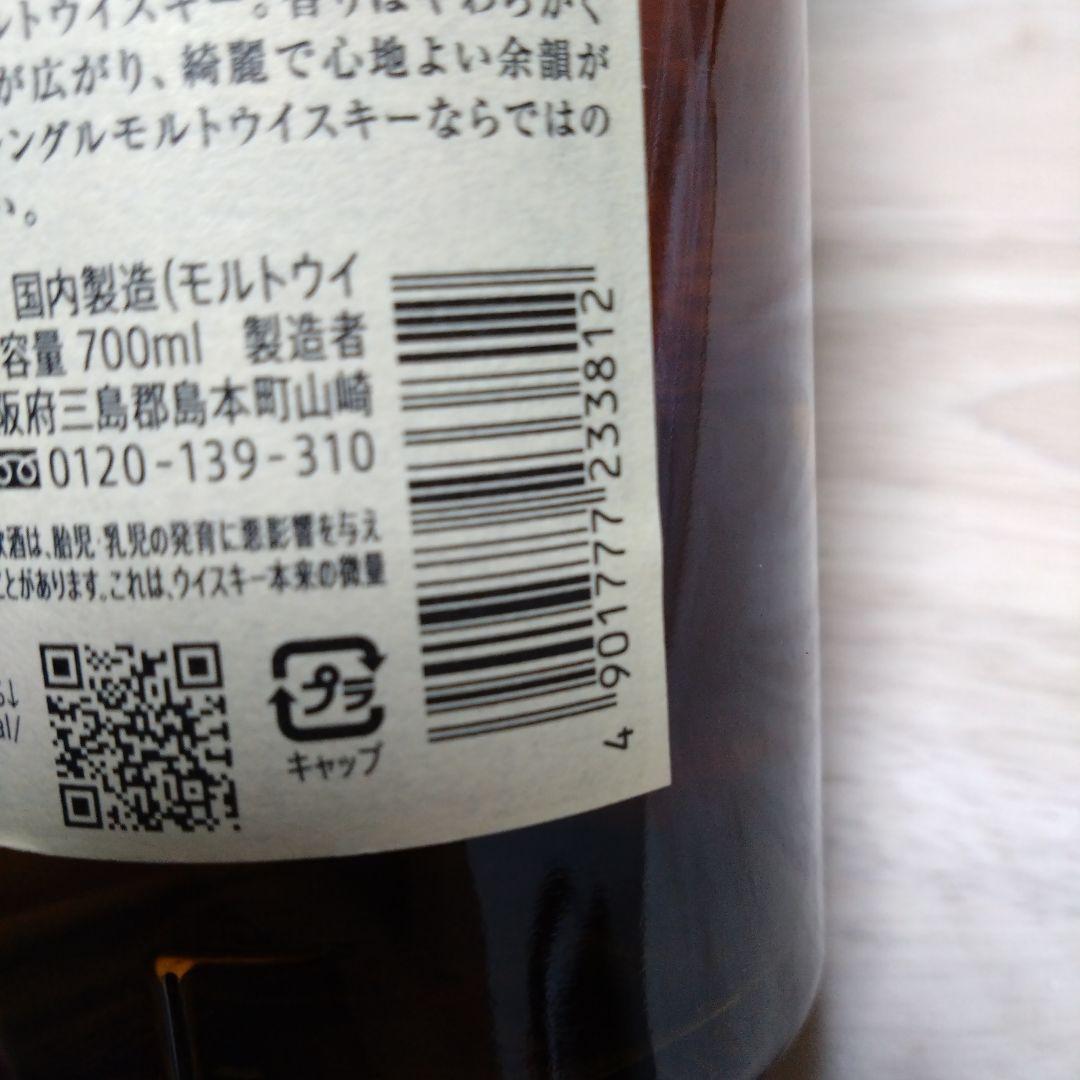 ルトウイスキー。香りはやわらかく
が広がり、綺麗で心地よい余韻が
シングルモルトウイスキーならではの
い。
国内製造(モルトウイ
容量 700ml 製造者
阪府三島郡島本町山崎
0120-139-310
飲酒は、胎児・乳児の発育に悪影響を与え
ことがあります。これは、ウイスキー本来の微量
プラ
キャップ
4 901777 233812